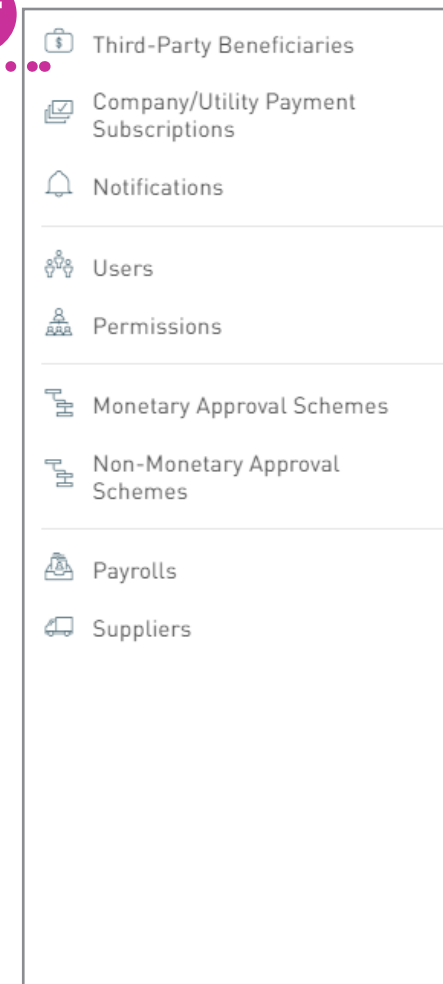 Third-Party Beneficiaries
Company/Utility Payment
Subscriptions
Notifications
Users
Permissions
Monetary Approval Schemes
Non-Monetary Approval
Schemes
Payrolls
Suppliers